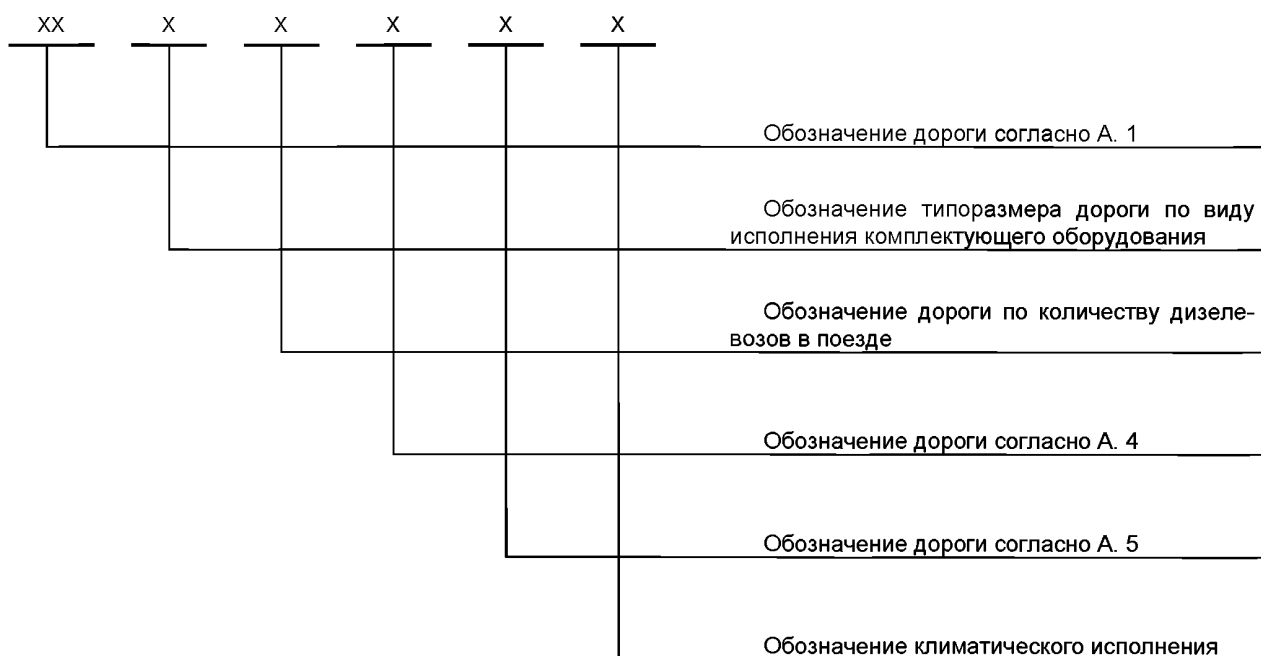 XX X X X X X
Обозначение дороги согласно А. 1
Обозначение типоразмера дороги по виду
исполнения комплектующего оборудования
Обозначение дороги по количеству дизеле-
возов в поезде
Обозначение дороги согласно А. 4
Обозначение дороги согласно А. 5
Обозначение климатического исполнения